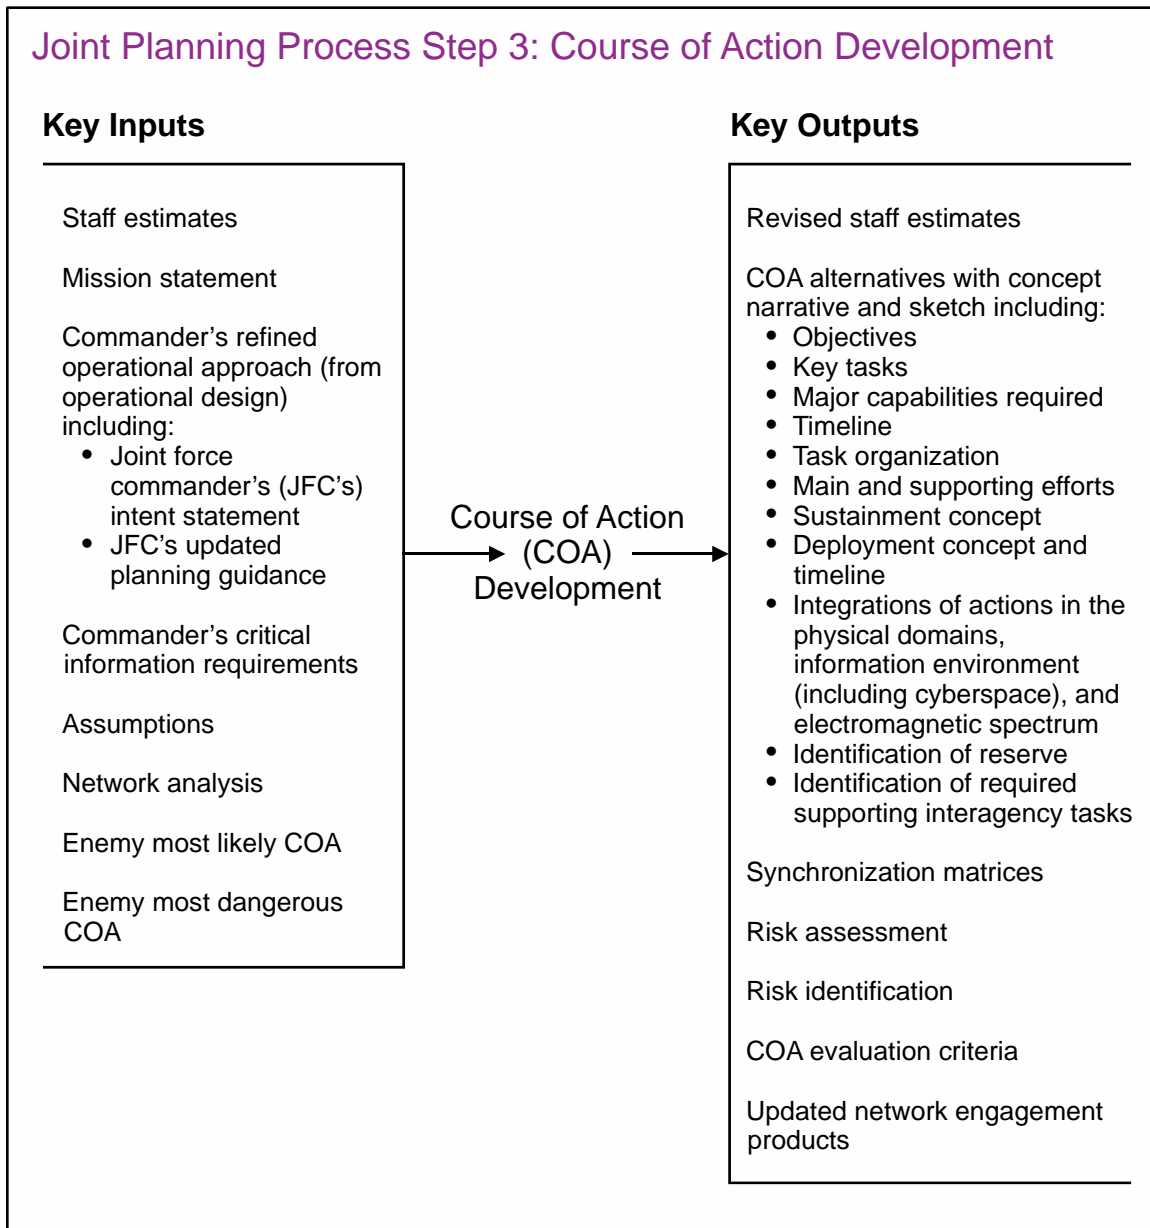 Joint Planning Process Step 3: Course of Action Development
Key Inputs
Staff estimates
Mission statement
Commander’s refined
operational approach (from
operational design)
including:
• Joint force
commander’s (JFC’s)
intent statement
• JFC’s updated
planning guidance
Commander’s critical
information requirements
Assumptions
Network analysis
Enemy most likely COA
Enemy most dangerous
COA
Course of Action
(COA)
Development
Key Outputs
Revised staff estimates
COA alternatives with concept
narrative and sketch including:
• Objectives
• Key tasks
• Major capabilities required
• Timeline
• Task organization
• Main and supporting efforts
• Sustainment concept
• Deployment concept and
timeline
• Integrations of actions in the
physical domains,
information environment
(including cyberspace), and
electromagnetic spectrum
• Identification of reserve
• Identification of required
supporting interagency tasks
Synchronization matrices
Risk assessment
Risk identification
COA evaluation criteria
Updated network engagement
products